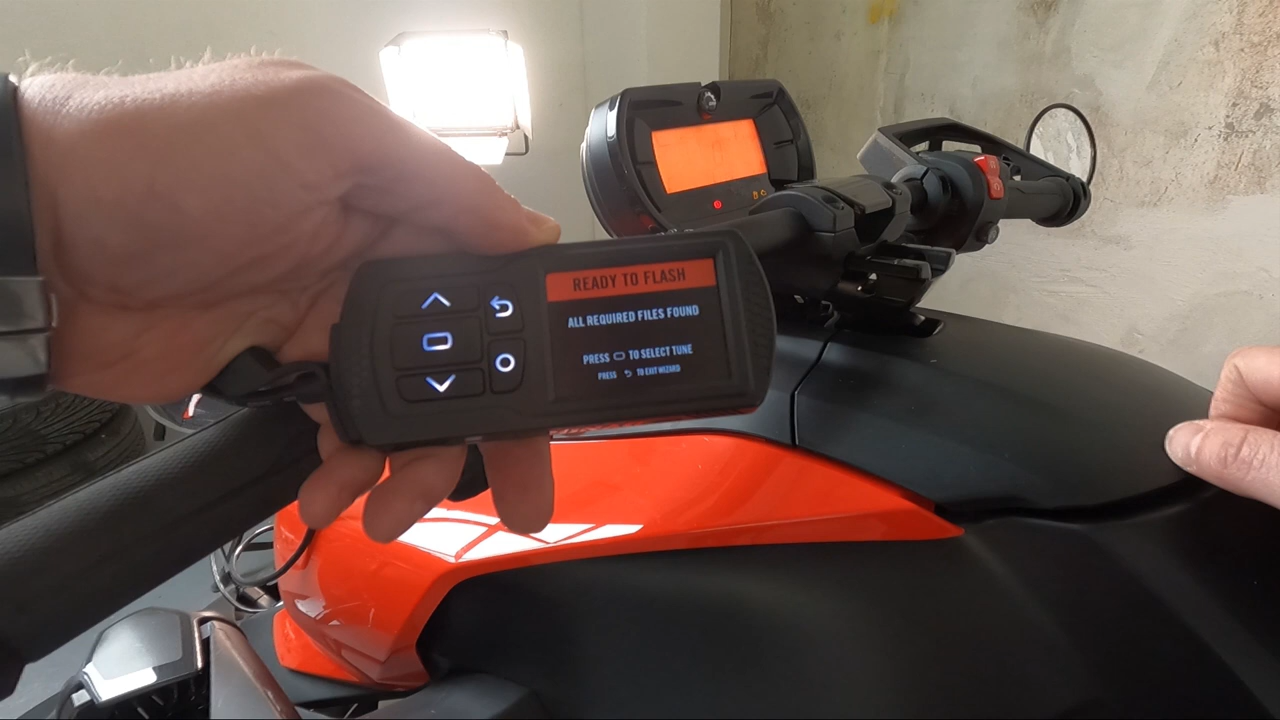 READY TO FLASH
ALL REQUIRED FILES FOUND
PRESS TO SELECT TUNE
PRESS TO EXIT WIZARD